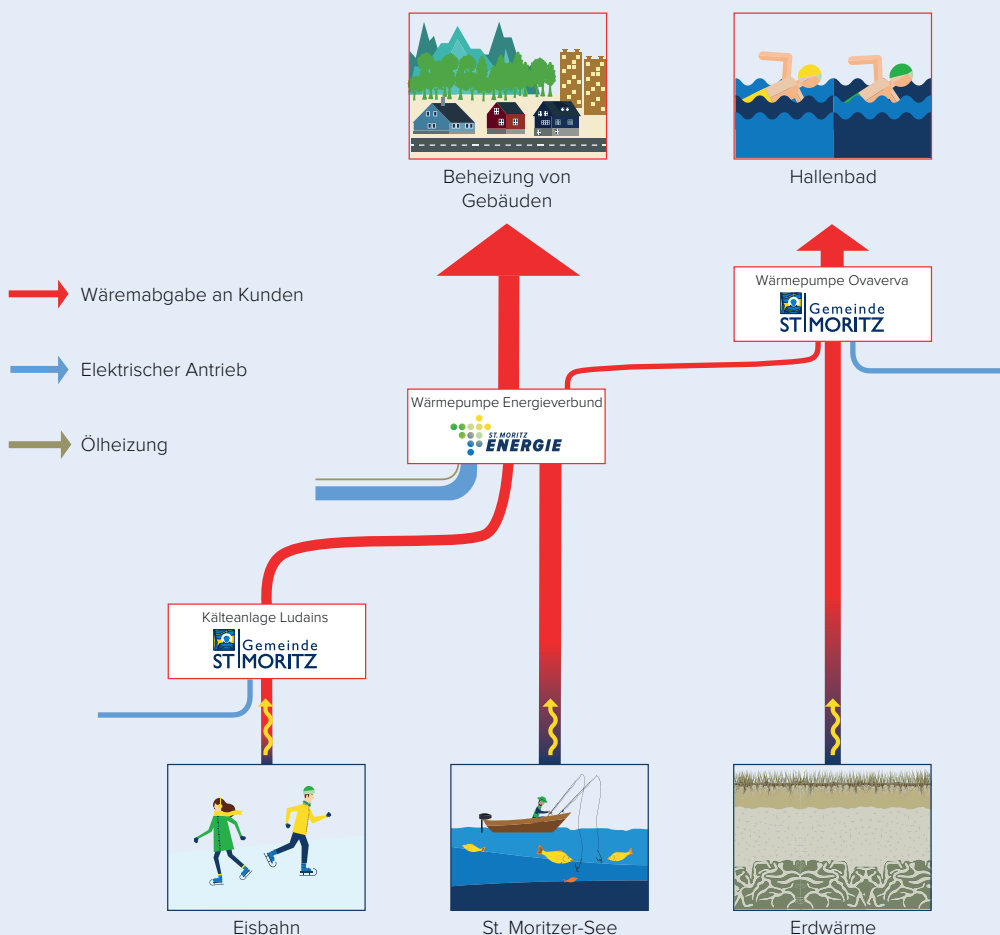 Beheizung von
Gebäuden
Hallenbad
Wäremabgabe an Kunden
Elektrischer Antrieb
Ölheizung
Wärmepumpe Ovaverva
Gemeinde
ST MORITZ
Wärmepumpe Energieverbund
ST. MORITZ
ENERGIE
Kälteanlage Ludains
Gemeinde
ST MORITZ
Eisbahn
St. Moritzer-See
Erdwärme